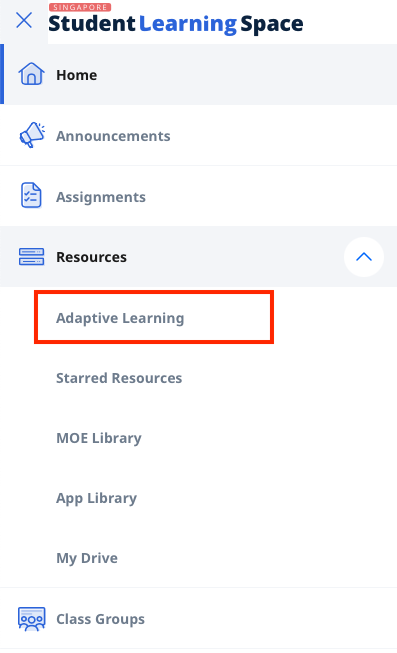 SINGAPORE
Student Learning Space
Home
Announcements
Assignments
Resources
Adaptive Learning
Starred Resources
MOE Library
App Library
My Drive
Class Groups